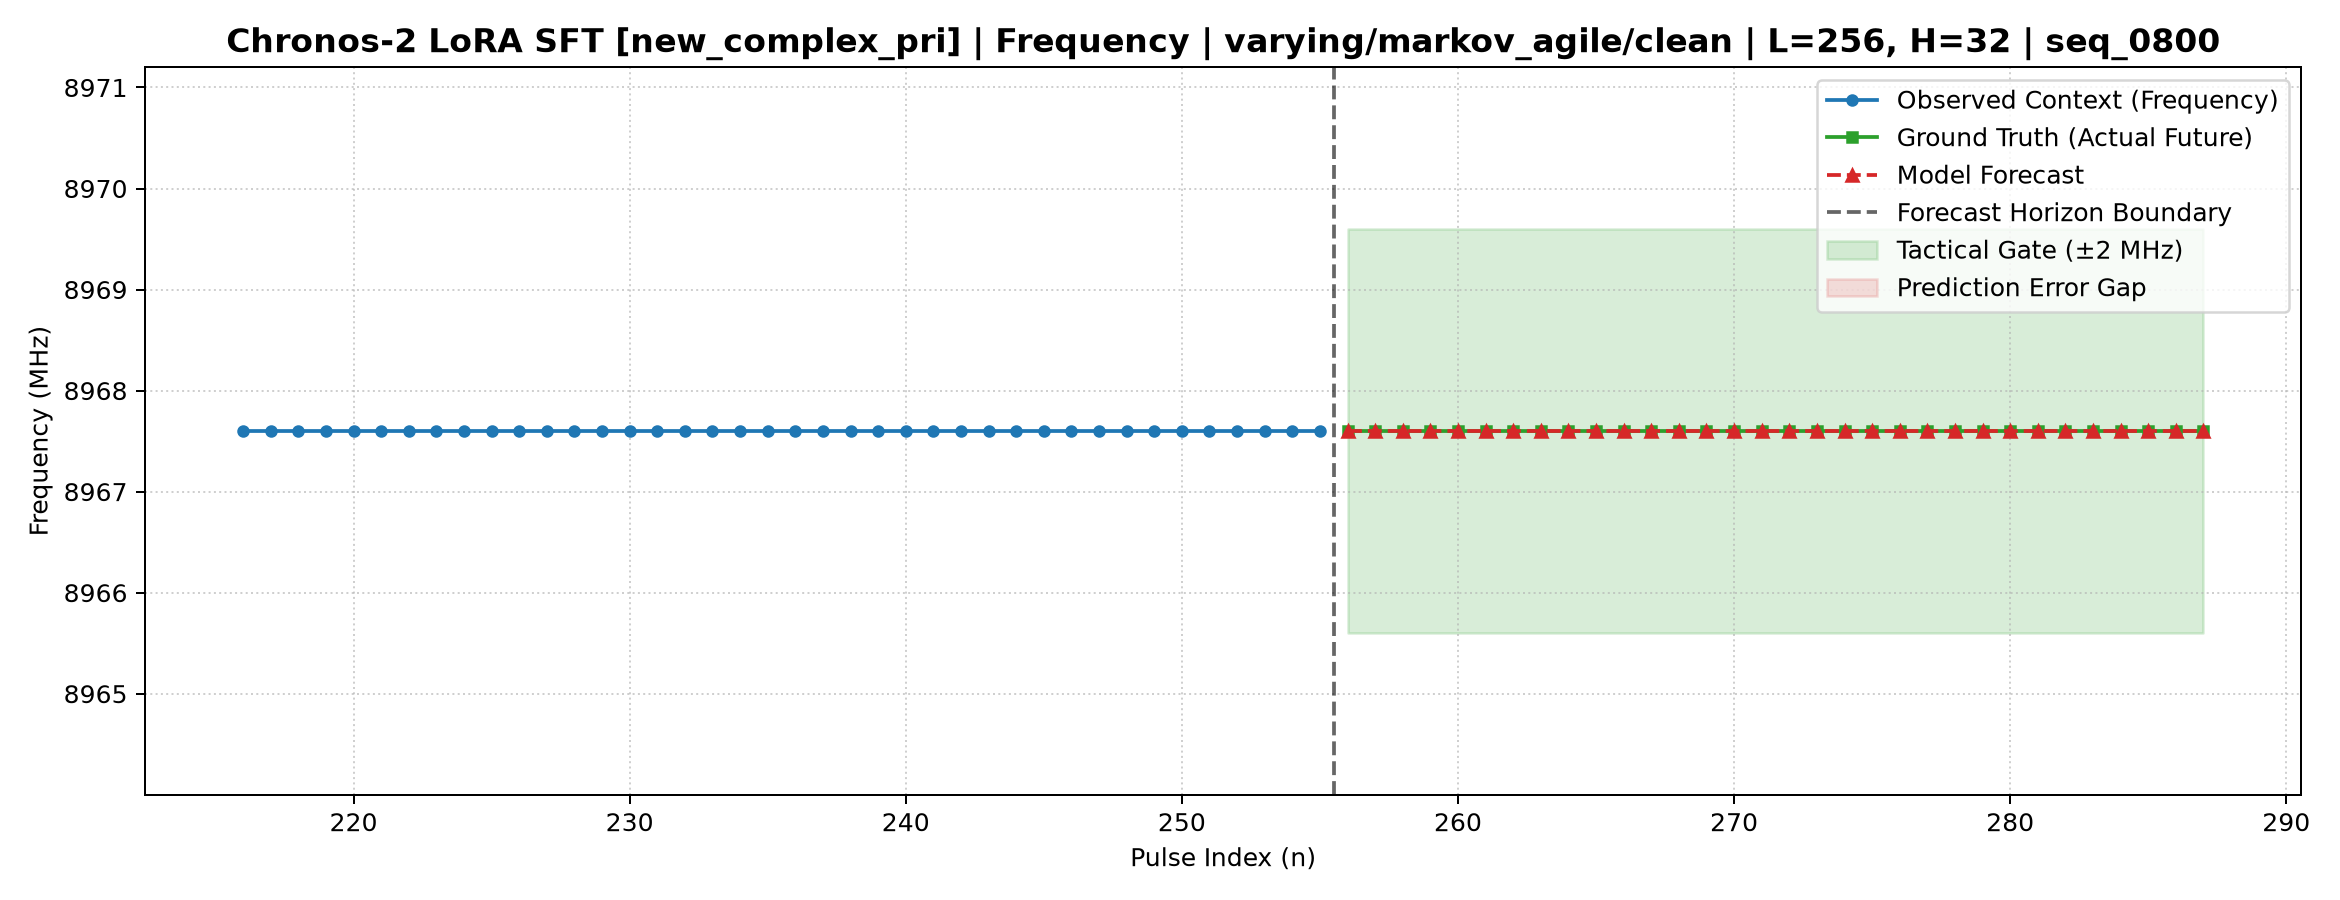 Chronos-2 LoRA SFT [new_complex_pri] | Frequency | varying/markov_agile/clean | L=256, H=32 | seq_0800
8971
8970
8969
8968
8967
8966
8965
Frequency (MHz)
Observed Context (Frequency)
Ground Truth (Actual Future)
Model Forecast
Forecast Horizon Boundary
Tactical Gate (±2 MHz)
Prediction Error Gap
220 230 240 250 260 270 280 290
Pulse Index (n)